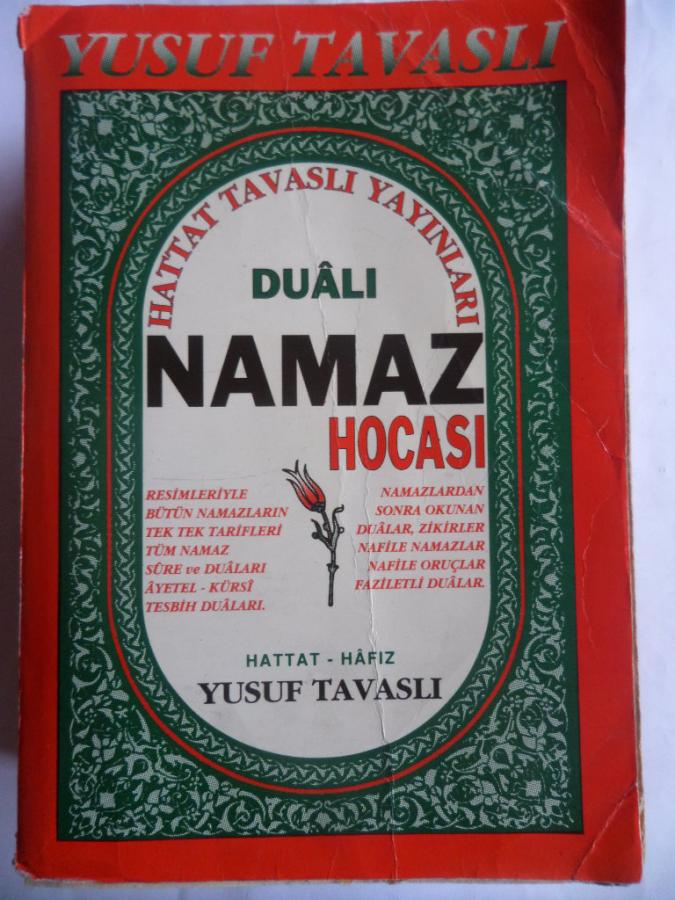 YUSUF TAVASLI
HATTAT TAVASLI YAYINLARI
DUÂLI
NAMAZ
HOCASI
RESİMLERİYLE
BÜTÜN NAMAZLARIN
TEK TEK TARİFLERİ
TÜM NAMAZ
SÛRE ve DUÂLARI
ÂYETEL - KÜRSÎ
TESBİH DUÂLARI.
NAMAZLARDAN
SONRA OKUNAN
DUÂLAR, ZİKİRLER
NAFİLE NAMAZLAR
NAFİLE ORUÇLAR
FAZİLETLİ DUÂLAR.
HATTAT - HÂFIZ
YUSUF TAVASLI